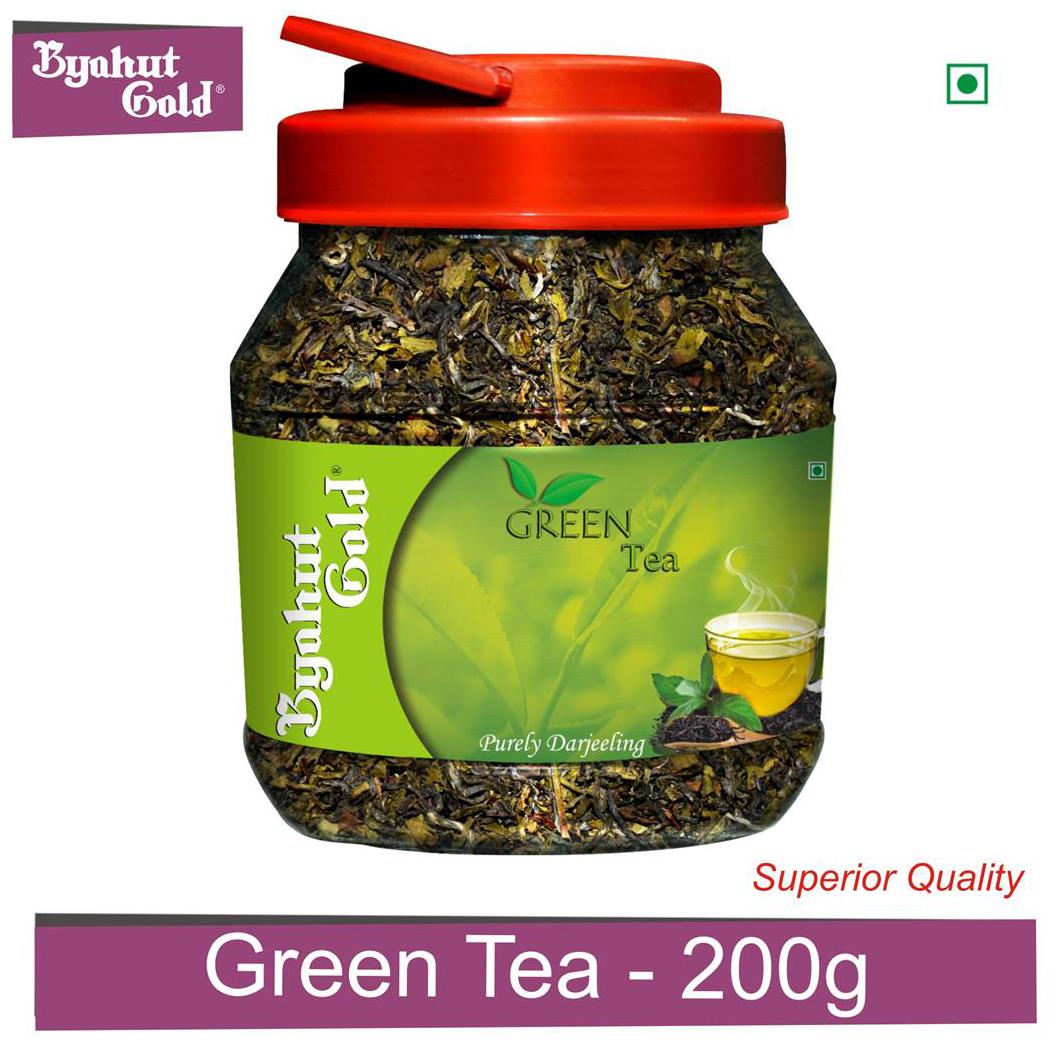 Byahut
Gold®
Byahut
Gold®
GREEN
Tea
Purely Darjeeling
Superior Quality
Green Tea - 200g